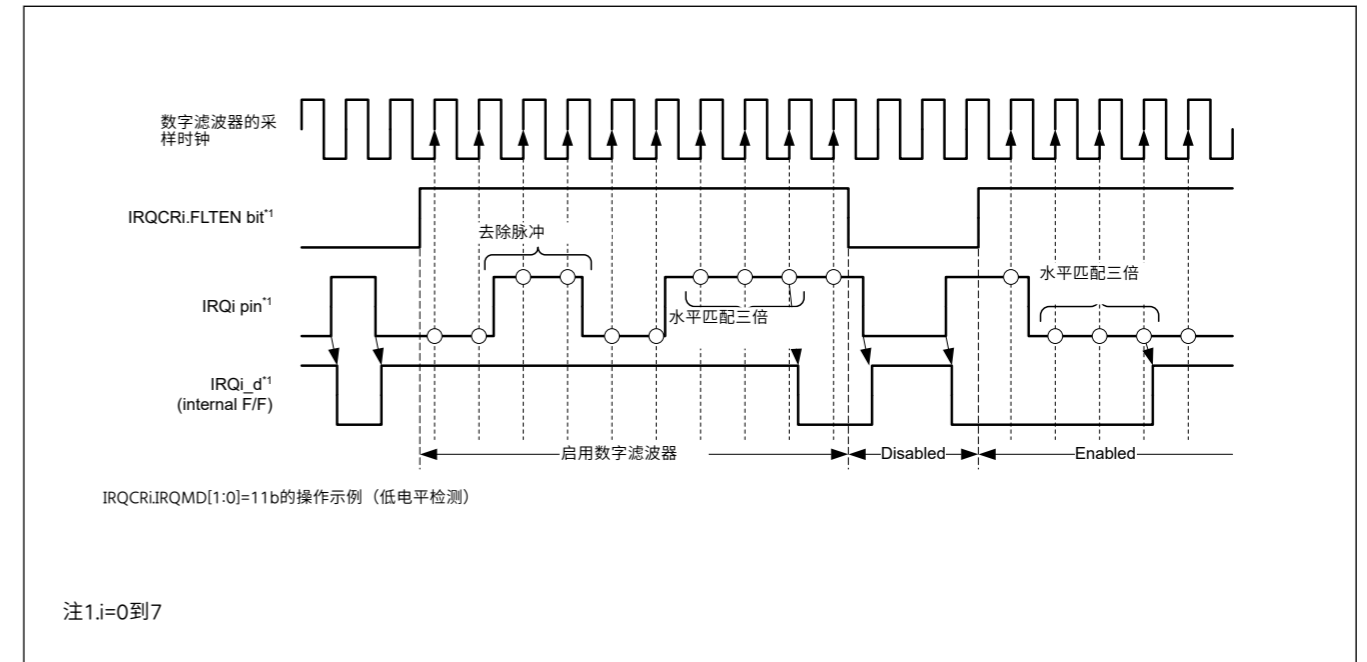 数字滤波器的采
样时钟
IRQCRi.FLTEN bit*1
去除脉冲
IRQi pin*1
水平匹配三倍
水平匹配三倍
IRQi_d*1
(internal F/F)
启用数字滤波器
Disabled
Enabled
IRQCRi.IRQMD[1:0]=11b的操作示例（低电平检测）
注1.i=0到7